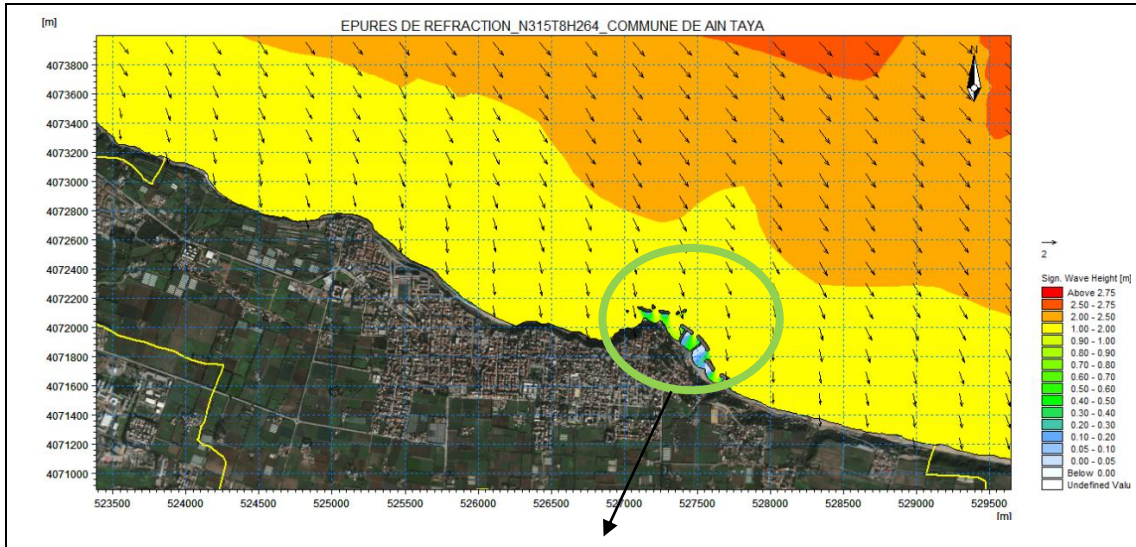 [m]
EPURES DE REFRACTION_N315T8H264_COMMUNE DE AIN TAYA
N
4073800
4073600
4073400
4073200
4073000
4072800
4072600
4072400
4072200
4072000
4071800
4071600
4071400
4071200
4071000
2
Sign. Wave Height [m]
Above 2.75
2.50 - 2.75
2.00 - 2.50
1.00 - 2.00
0.90 - 1.00
0.80 - 0.90
0.70 - 0.80
0.60 - 0.70
0.50 - 0.60
0.40 - 0.50
0.30 - 0.40
0.20 - 0.30
0.10 - 0.20
0.05 - 0.10
0.00 - 0.05
Below 0.00
Undefined Valu
523500 524000 524500 525000 525500 526000 526500 527000 527500 528000 528500 529000 529500
[m]